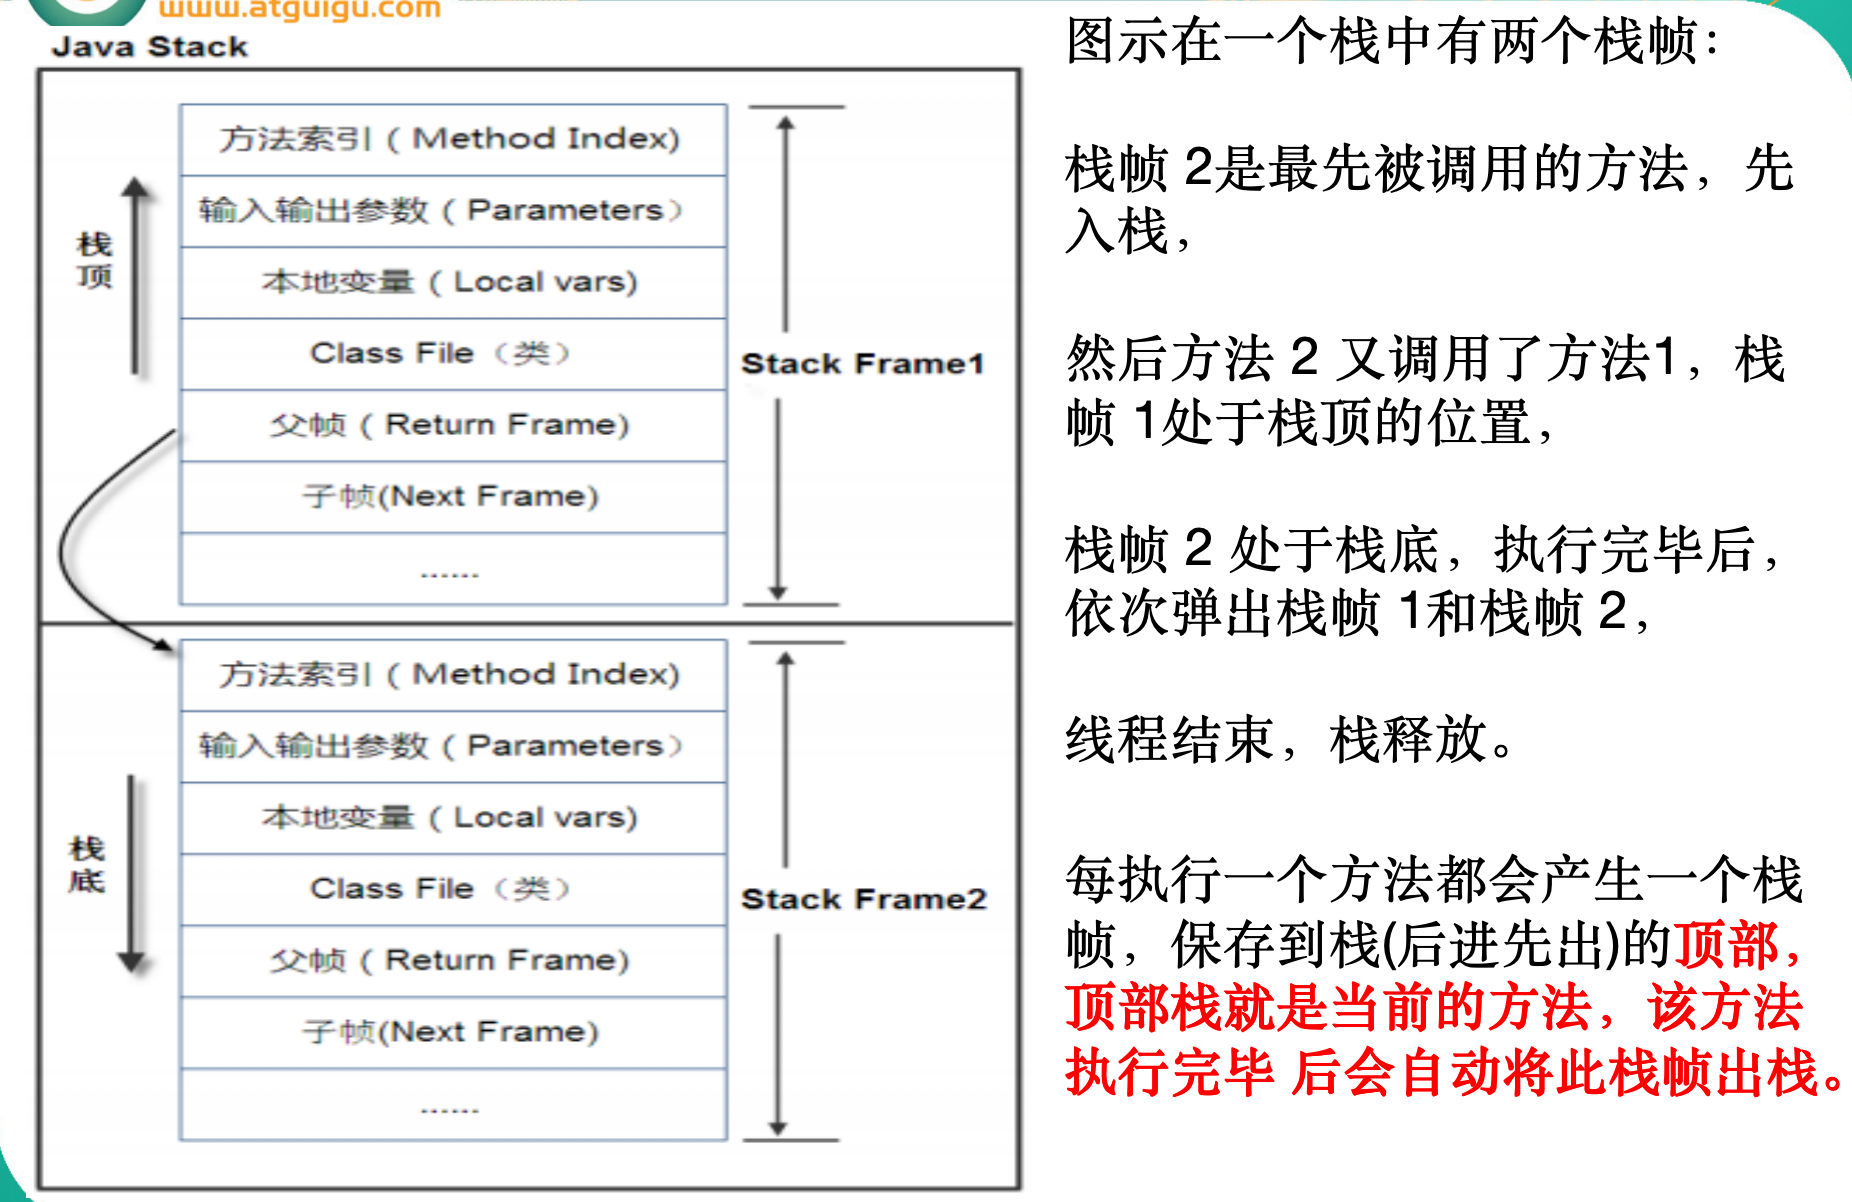 www.atguigu.com
Java Stack
方法索引 ( Method Index)
输入输出参数 ( Parameters）
本地变量 ( Local vars)
Class File（类）
父帧 ( Return Frame)
子帧(Next Frame)
......
栈
顶
Stack Frame1
方法索引 ( Method Index)
输入输出参数 ( Parameters）
本地变量 ( Local vars)
Class File（类）
父帧 ( Return Frame)
子帧(Next Frame)
......
栈
底
Stack Frame2
图示在一个栈中有两个栈帧：
栈帧 2是最先被调用的方法，先
入栈，
然后方法 2 又调用了方法1，栈
帧 1处于栈顶的位置，
栈帧 2 处于栈底，执行完毕后，
依次弹出栈帧 1和栈帧 2，
线程结束，栈释放。
每执行一个方法都会产生一个栈
帧，保存到栈(后进先出)的顶部，
顶部栈就是当前的方法，该方法
执行完毕 后会自动将此栈帧出栈。